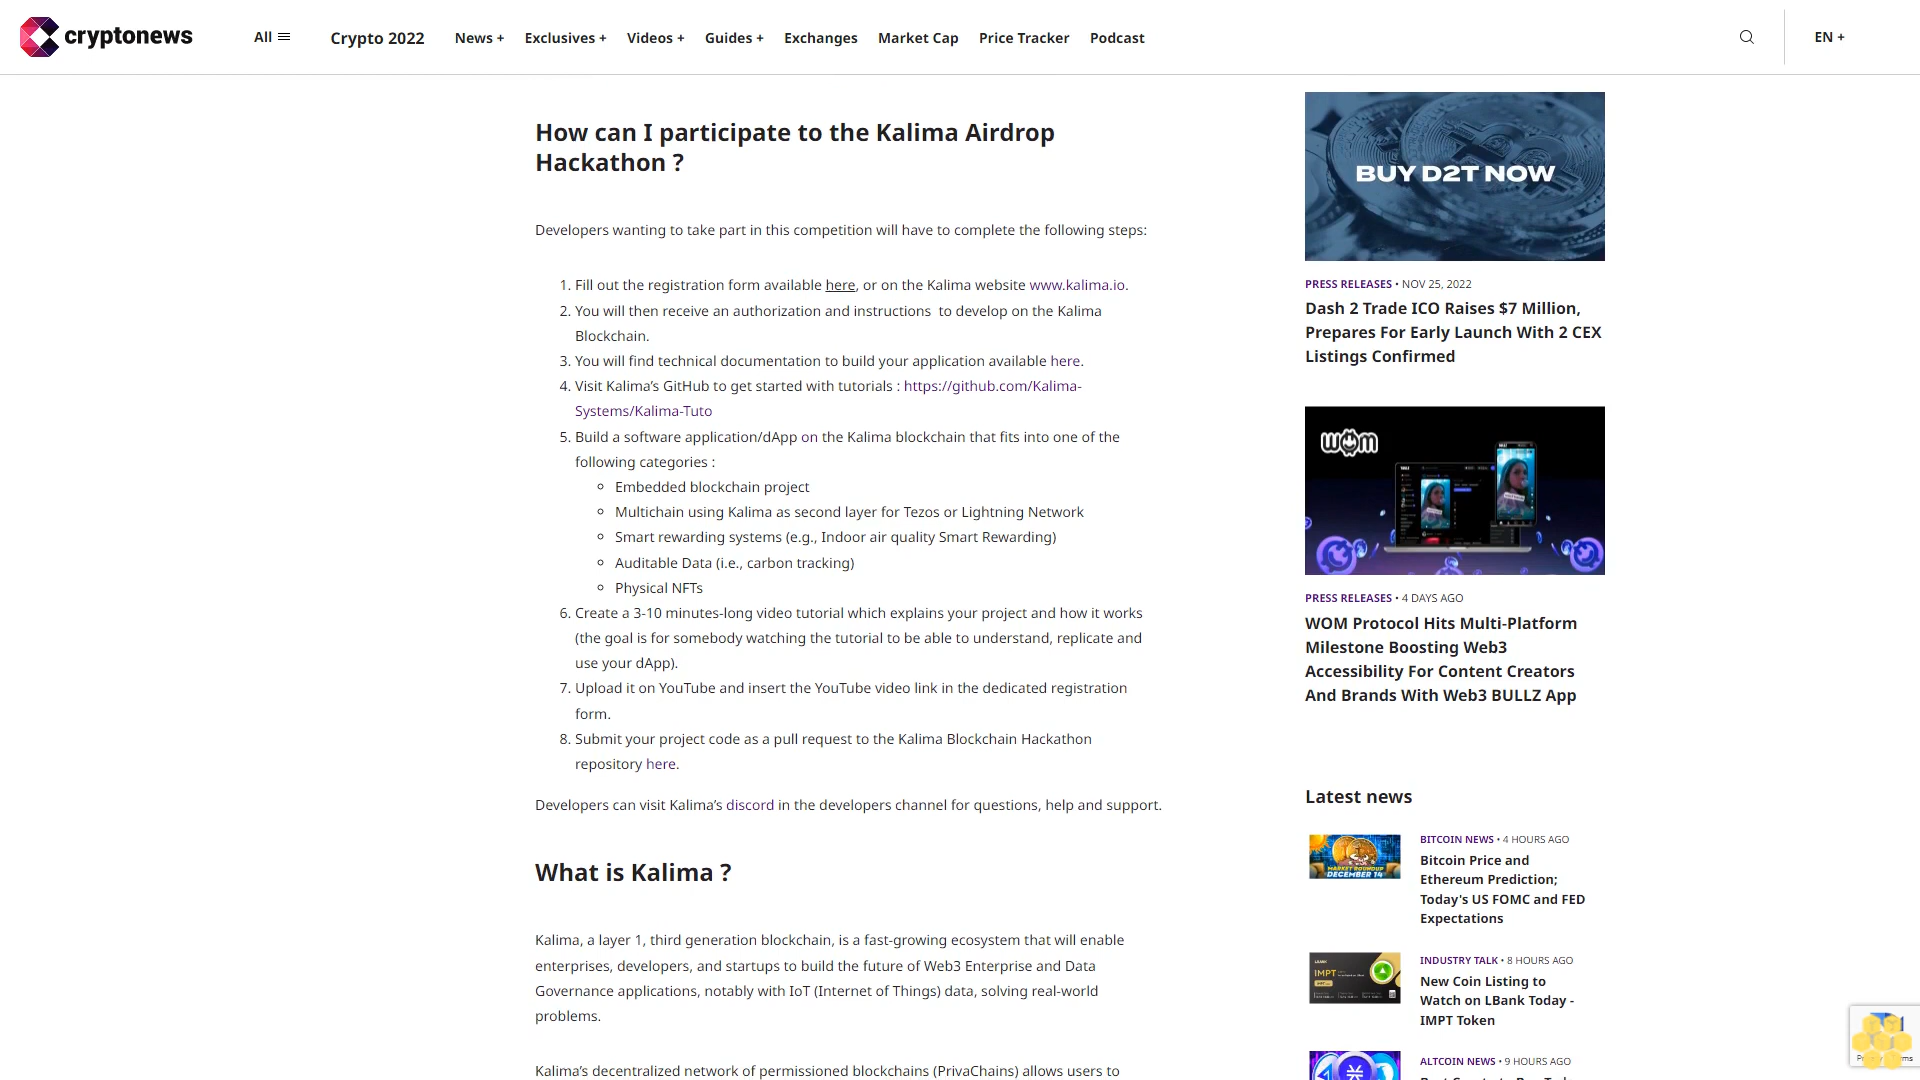 cryptonews
All
Crypto 2022
News +
Exclusives +
Videos +
Guides +
Exchanges
Market Cap
Price Tracker
Podcast
EN +
How can I participate to the Kalima Airdrop
Hackathon ?
Developers wanting to take part in this competition will have to complete the following steps:
1. Fill out the registration form available here, or on the Kalima website www.kalima.io.
2. You will then receive an authorization and instructions  to develop on the Kalima
Blockchain.
3. You will find technical documentation to build your application available here.
4. Visit Kalima’s GitHub to get started with tutorials : https://github.com/Kalima-
Systems/Kalima-Tuto
5. Build a software application/dApp on the Kalima blockchain that fits into one of the
following categories :
Embedded blockchain project
Multichain using Kalima as second layer for Tezos or Lightning Network
Smart rewarding systems (e.g., Indoor air quality Smart Rewarding)
Auditable Data (i.e., carbon tracking)
Physical NFTs
6. Create a 3-10 minutes-long video tutorial which explains your project and how it works
(the goal is for somebody watching the tutorial to be able to understand, replicate and
use your dApp).
7. Upload it on YouTube and insert the YouTube video link in the dedicated registration
form.
8. Submit your project code as a pull request to the Kalima Blockchain Hackathon
repository here.
Developers can visit Kalima’s discord in the developers channel for questions, help and support.
What is Kalima ?
Kalima, a layer 1, third generation blockchain, is a fast-growing ecosystem that will enable
enterprises, developers, and startups to build the future of Web3 Enterprise and Data
Governance applications, notably with IoT (Internet of Things) data, solving real-world
problems.
Kalima’s decentralized network of permissioned blockchains (PrivaChains) allows users to
BUY D2T NOW
PRESS RELEASES • NOV 25, 2022
Dash 2 Trade ICO Raises $7 Million,
Prepares For Early Launch With 2 CEX
Listings Confirmed
WOM
PRESS RELEASES • 4 DAYS AGO
WOM Protocol Hits Multi-Platform
Milestone Boosting Web3
Accessibility For Content Creators
And Brands With Web3 BULLZ App
Latest news
MARKET ROUNDUP
DECEMBER 14
BITCOIN NEWS • 4 HOURS AGO
Bitcoin Price and
Ethereum Prediction;
Today's US FOMC and FED
Expectations
IMPT
INDUSTRY TALK • 8 HOURS AGO
New Coin Listing to
Watch on LBank Today -
IMPT Token
ALTCOIN NEWS • 9 HOURS AGO